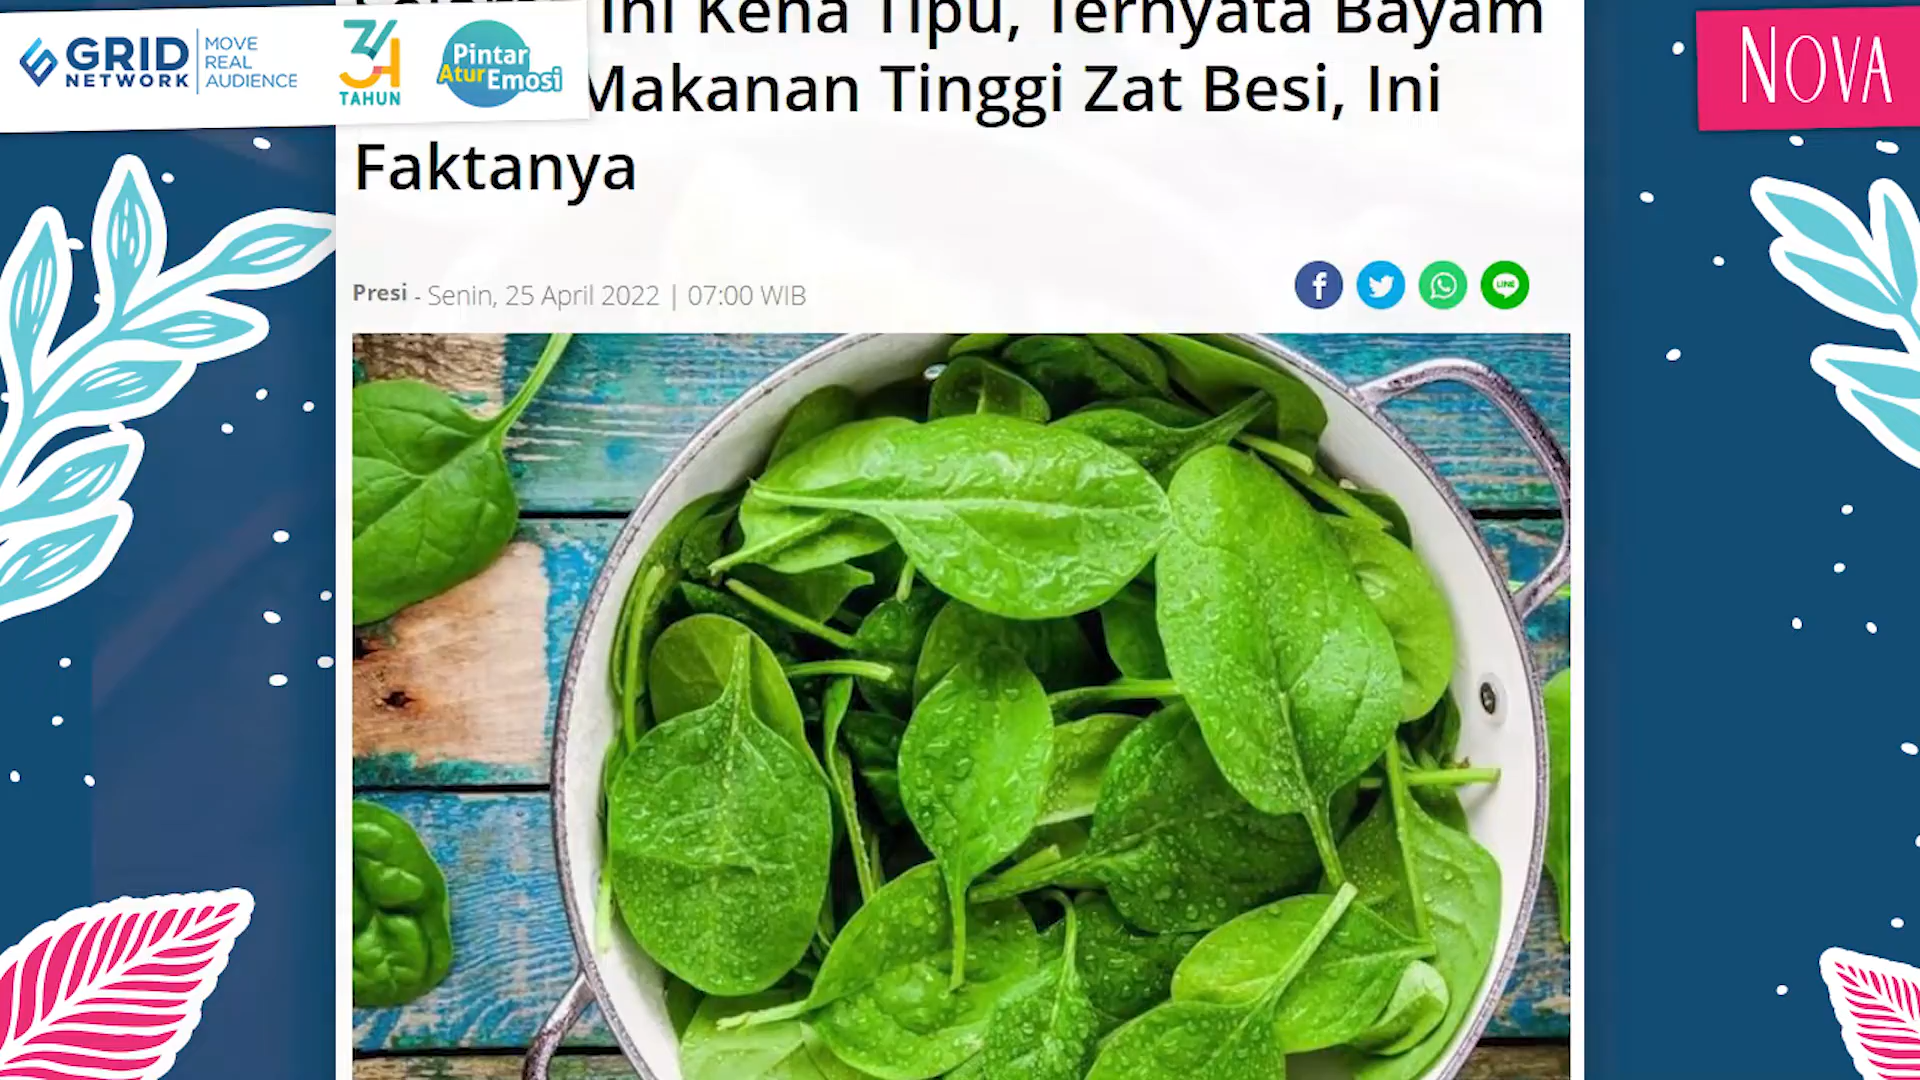 GRID
NETWORK
MOVE
REAL
AUDIENCE
34
TAHUN
Pintar
Atur Emosi
NOVA
Ini Kena Tipu, Ternyata Bayam
Makanan Tinggi Zat Besi, Ini
Faktanya
Presi - Senin, 25 April 2022 | 07:00 WIB
LINE